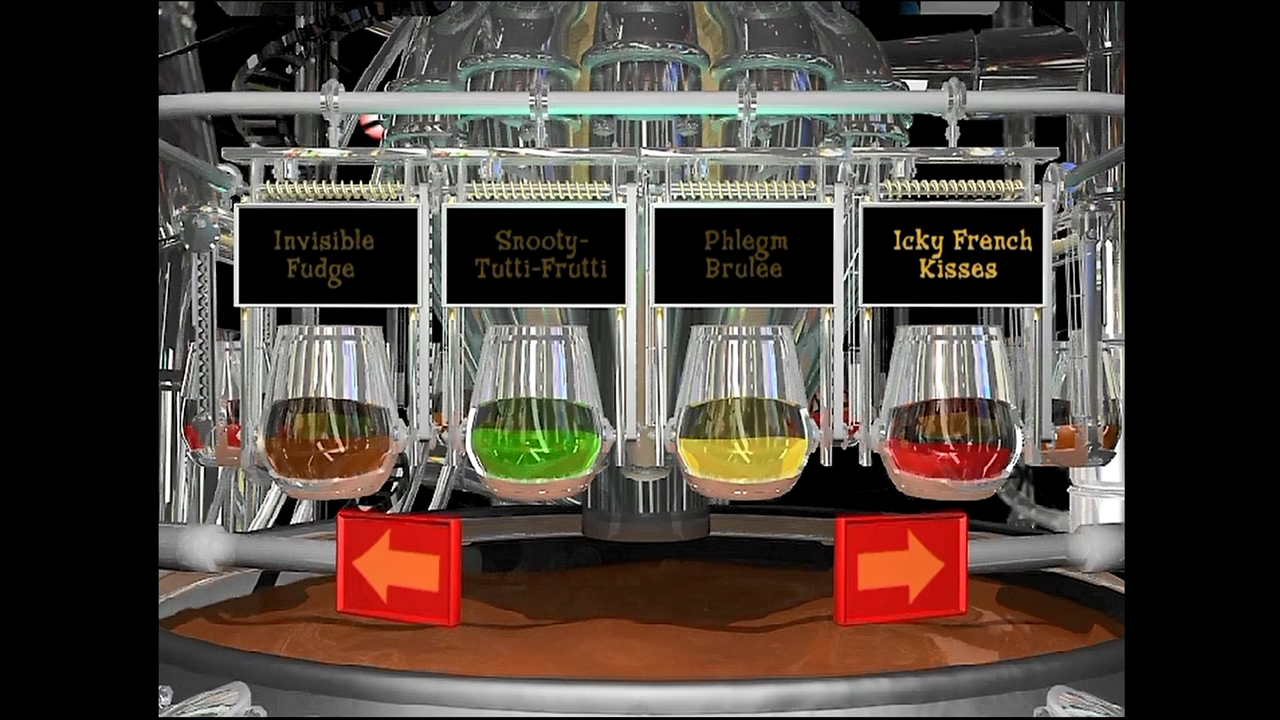 Invisible
Fudge
Snooty-
Tutti-Frutti
Phlegm
Brulee
Icky French
Kisses